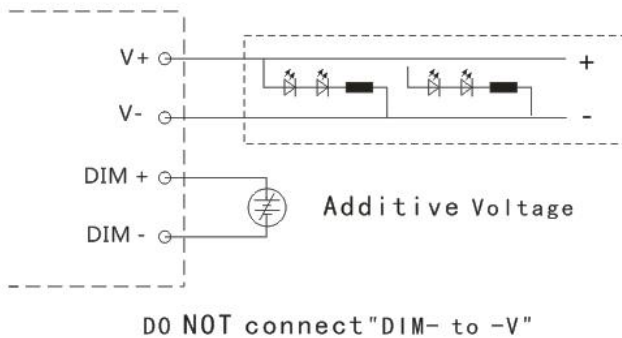 V+
+
V-
-
DIM +
Additive Voltage
DIM -
DO NOT connect"DIM- to -V"